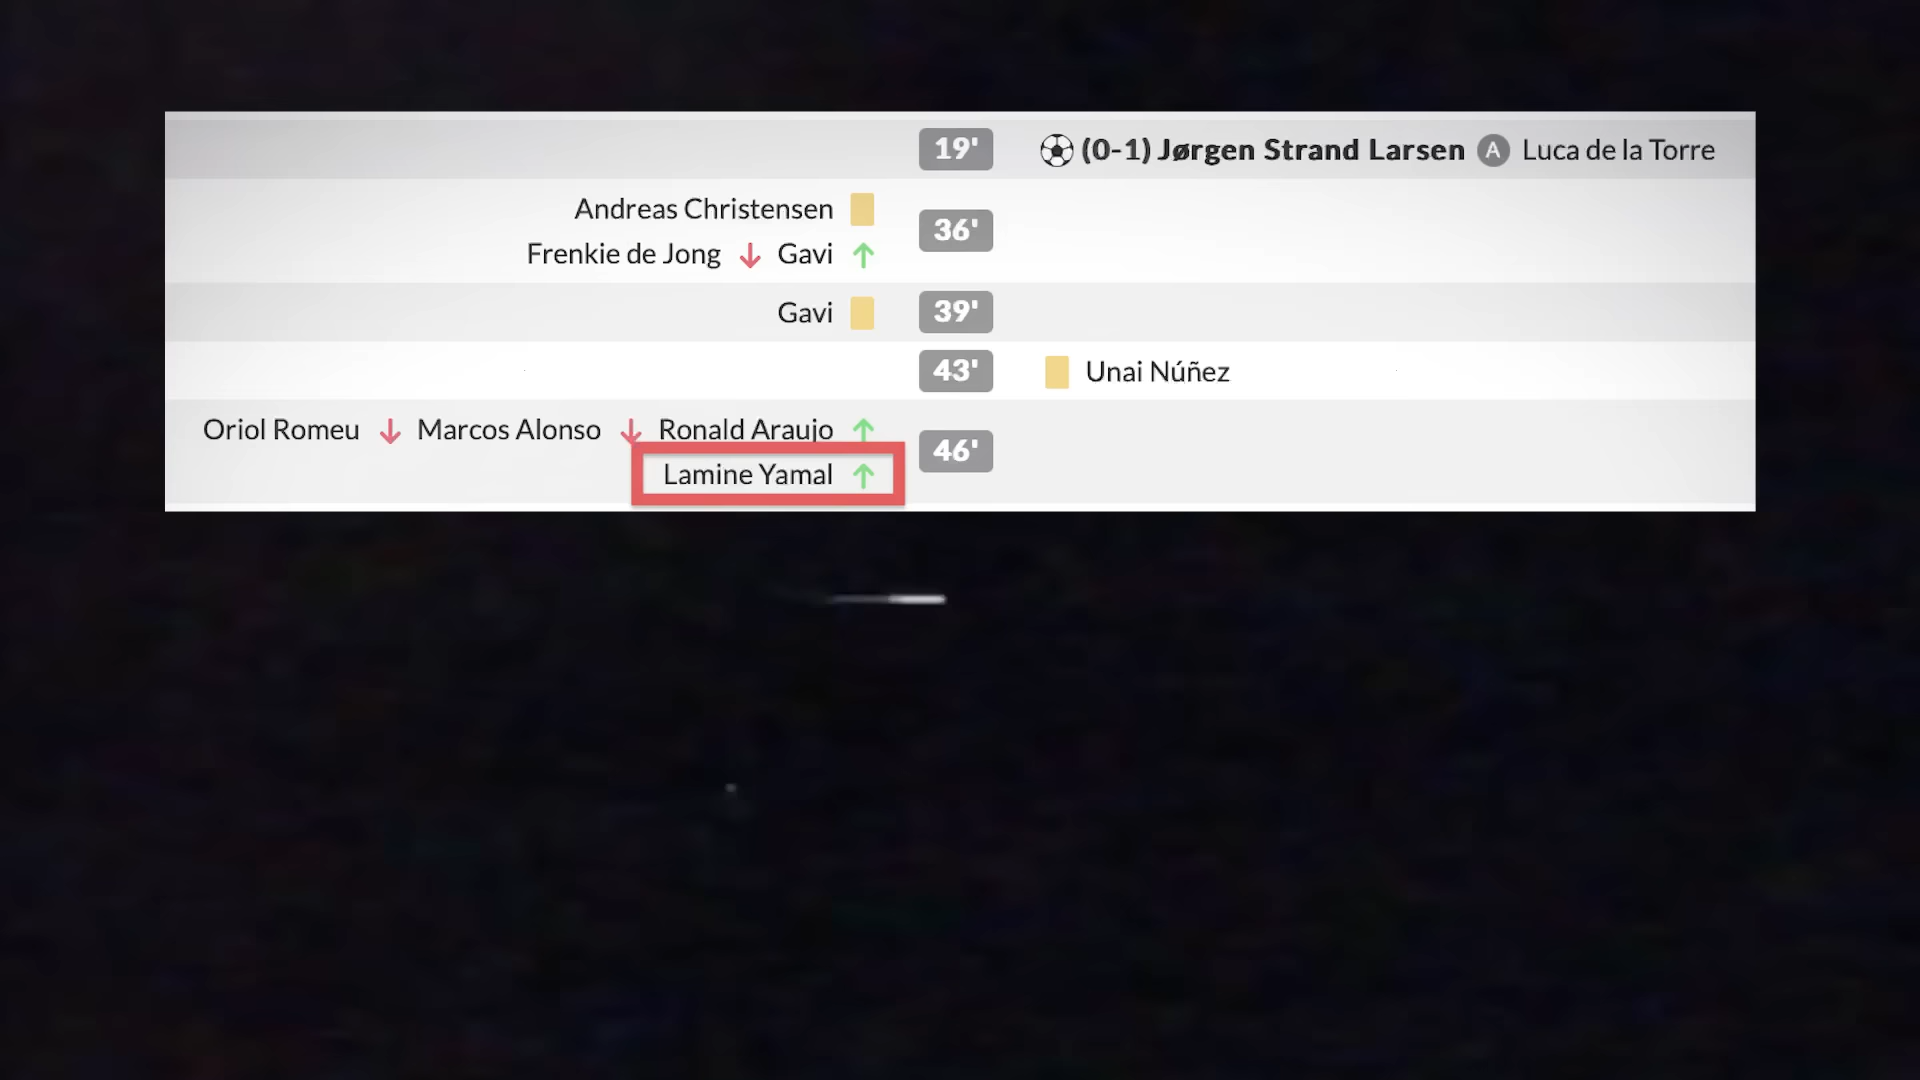 19' (0-1) Jørgen Strand Larsen A Luca de la Torre
Andreas Christensen
36'
Frenkie de Jong Gavi
Gavi 39'
43' Unai Núñez
Oriol Romeu Marcos Alonso Ronald Araujo
46'
Lamine Yamal